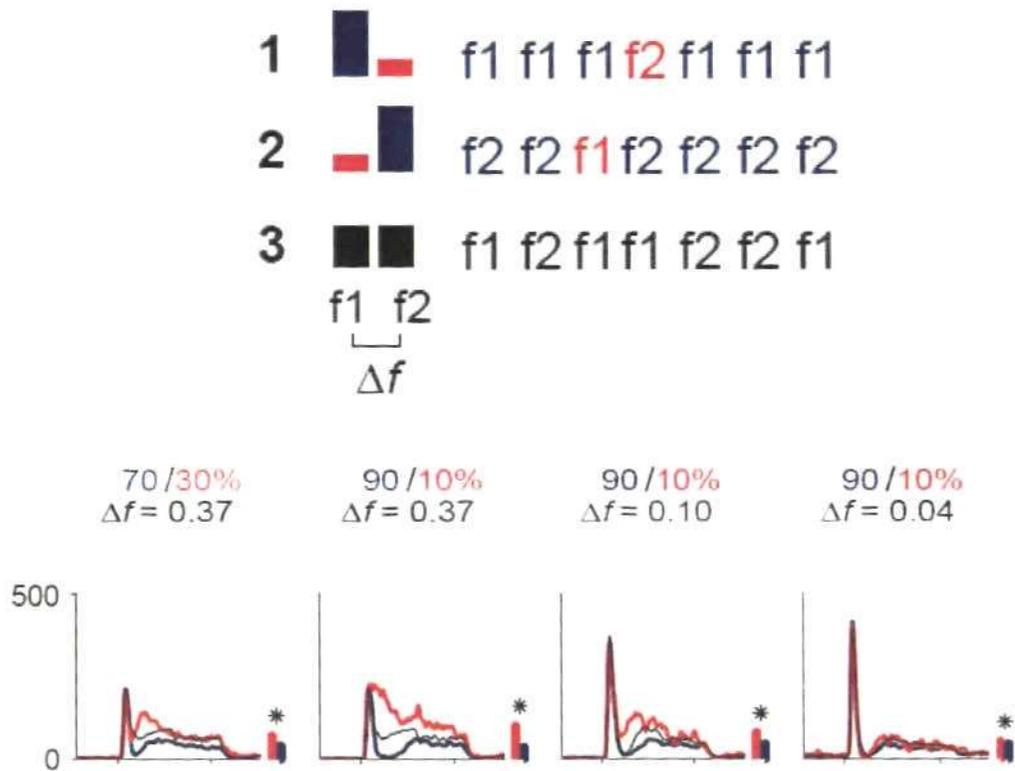 1 f1 f1 f1 f2 f1 f1 f1
2 f2 f2 f1 f2 f2 f2 f2
3 f1 f2 f1 f1 f2 f2 f1
f1 f2
Δf
70/30% 90/10% 90/10% 90/10%
Δf = 0.37 Δf = 0.37 Δf = 0.10 Δf = 0.04
500
* * * *
0